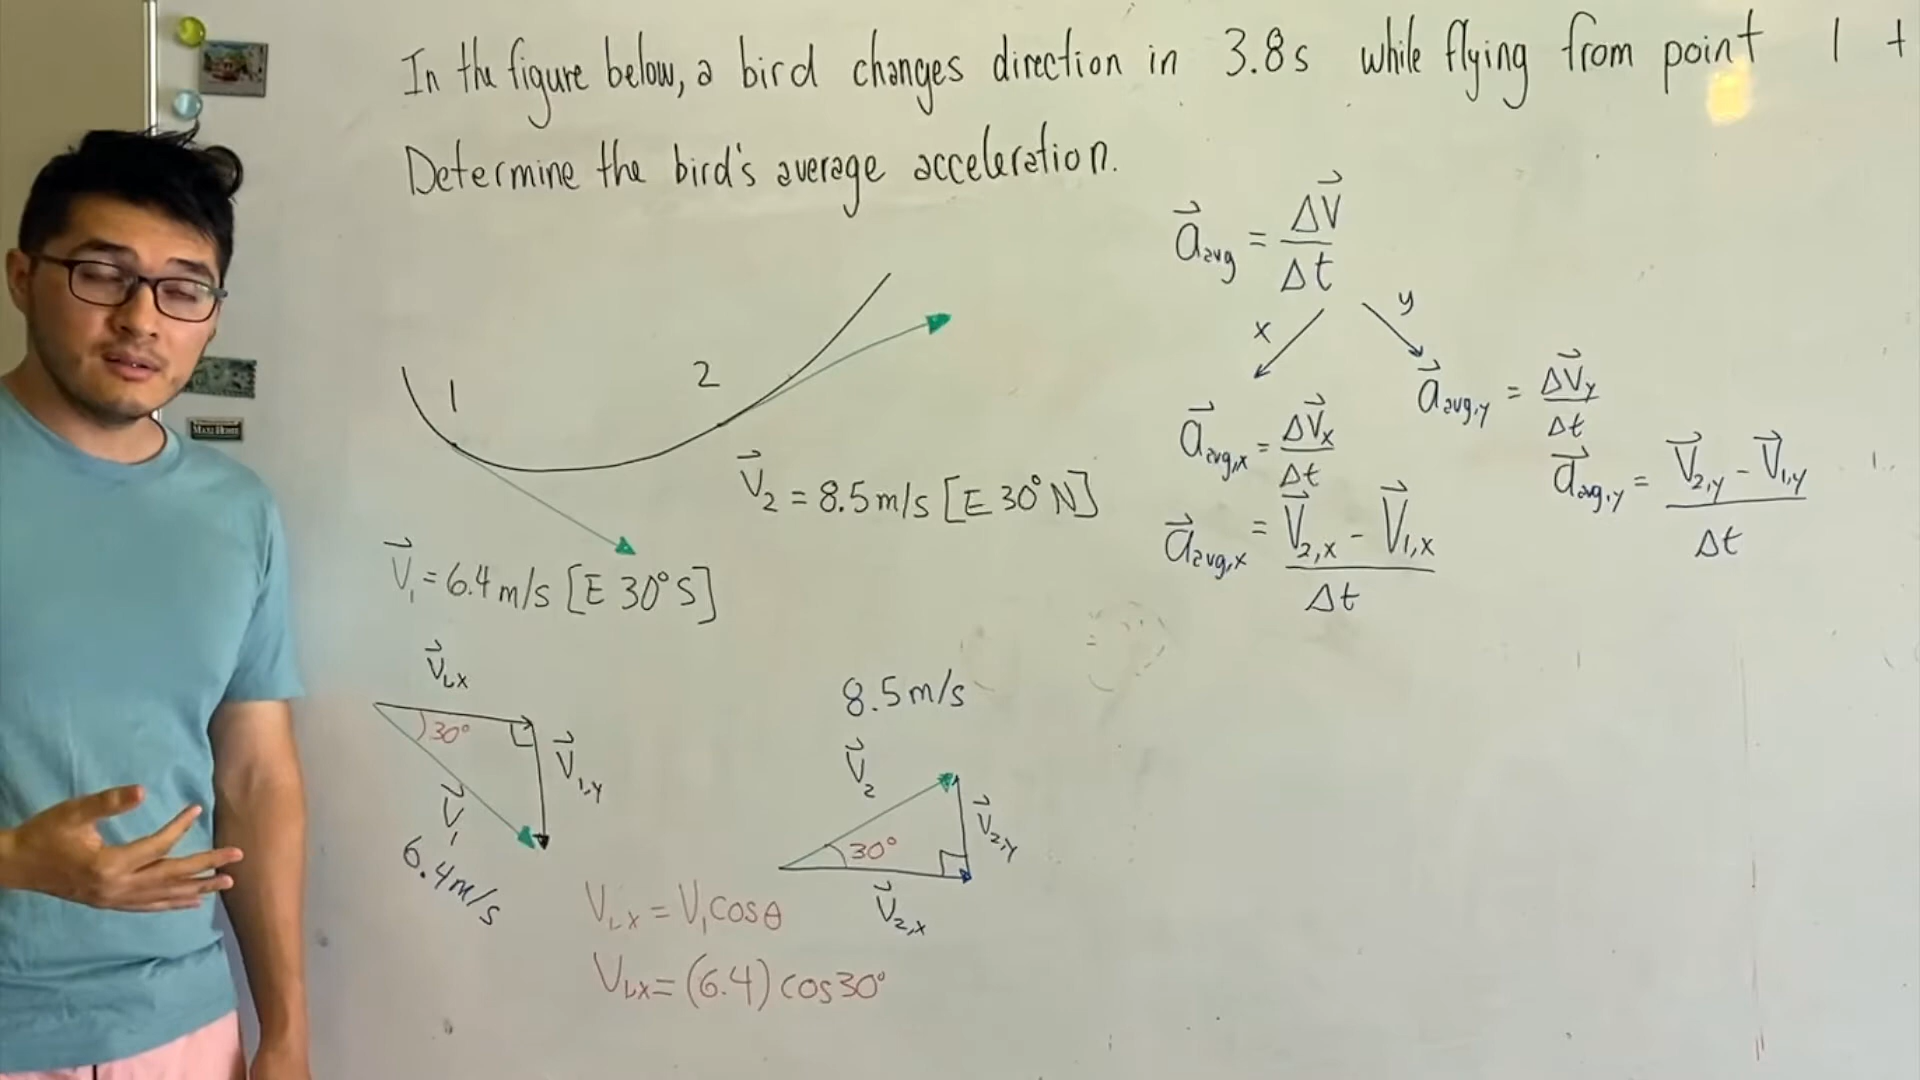 In the figure below, a bird changes direction in 3.8s while flying from point 1 t
Determine the bird's average acceleration.
a⃗avg = ΔV⃗/Δt
x
y
a⃗avg,x = ΔV⃗x/Δt
a⃗avg,y = ΔV⃗y/Δt
a⃗avg,x = (V⃗2,x - V⃗1,x)/Δt
a⃗avg,y = (V⃗2,y - V⃗1,y)/Δt
1
2
V⃗2 = 8.5 m/s [E 30° N]
V⃗1 = 6.4 m/s [E 30° S]
V⃗1,x
30°
V⃗1,y
V⃗1
6.4 m/s
8.5 m/s
V⃗2
30°
V⃗2,y
V⃗2,x
V1,x = V1 cosθ
V1,x = (6.4) cos30°
MAXI HOME